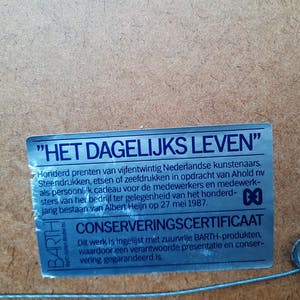 "HET DAGELIJKS LEVEN"
Honderd prenten van vijfentwintig Nederlandse kunstenaars.
Steendrukken, etsen of zeefdrukken in opdracht van Ahold nv
als persoonlijk cadeau voor de medewerkers en medewerk-
sters van het bedrijf ter gelegenheid van het honderd-
jarig bestaan van Albert Heijn op 27 mei 1987.
CONSERVERINGSCERTIFICAAT
Dit werk is ingelijst met zuurvrije BARTH-produkten,
waardoor een verantwoorde presentatie en conser-
vering gegarandeerd is.
BARTH